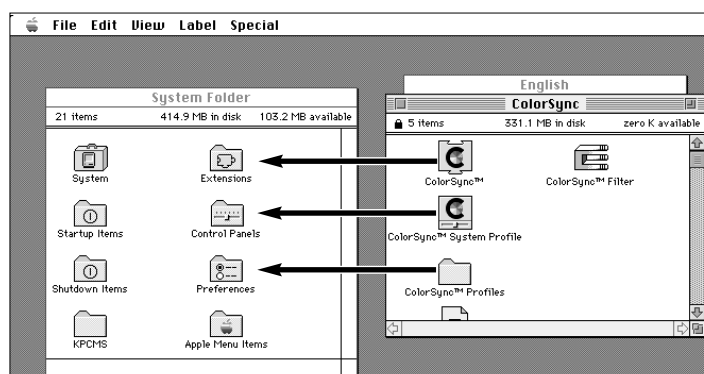 File Edit View Label Special
System Folder
21 items 414.9 MB in disk 103.2 MB available
System
Extensions
Startup Items
Control Panels
Shutdown Items
Preferences
KPCMS
Apple Menu Items
English
ColorSync
5 items 331.1 MB in disk zero K available
ColorSync™
ColorSync™ Filter
ColorSync™ System Profile
ColorSync™ Profiles